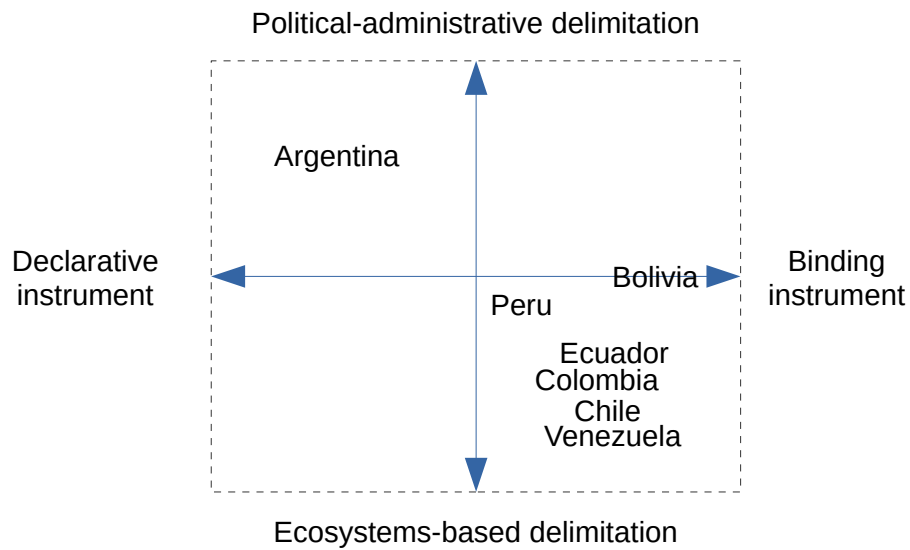 Political-administrative delimitation
Argentina
Declarative
instrument
Bolivia
Binding
instrument
Peru
Ecuador
Colombia
Chile
Venezuela
Ecosystems-based delimitation